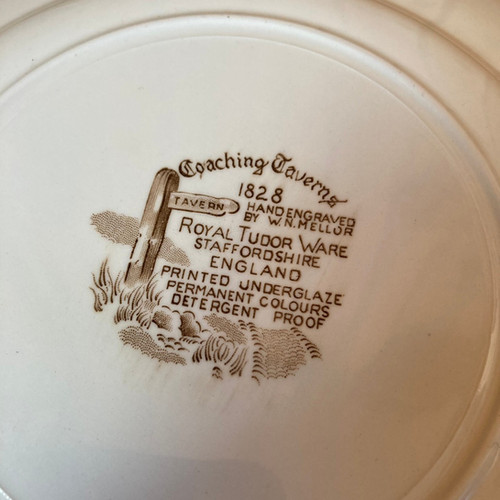 Coaching Taverns
1828
TAVERN
HAND ENGRAVED
BY W.N. MELLOR
ROYAL TUDOR WARE
STAFFORDSHIRE
ENGLAND
PRINTED UNDERGLAZE
PERMANENT COLOURS
DETERGENT PROOF